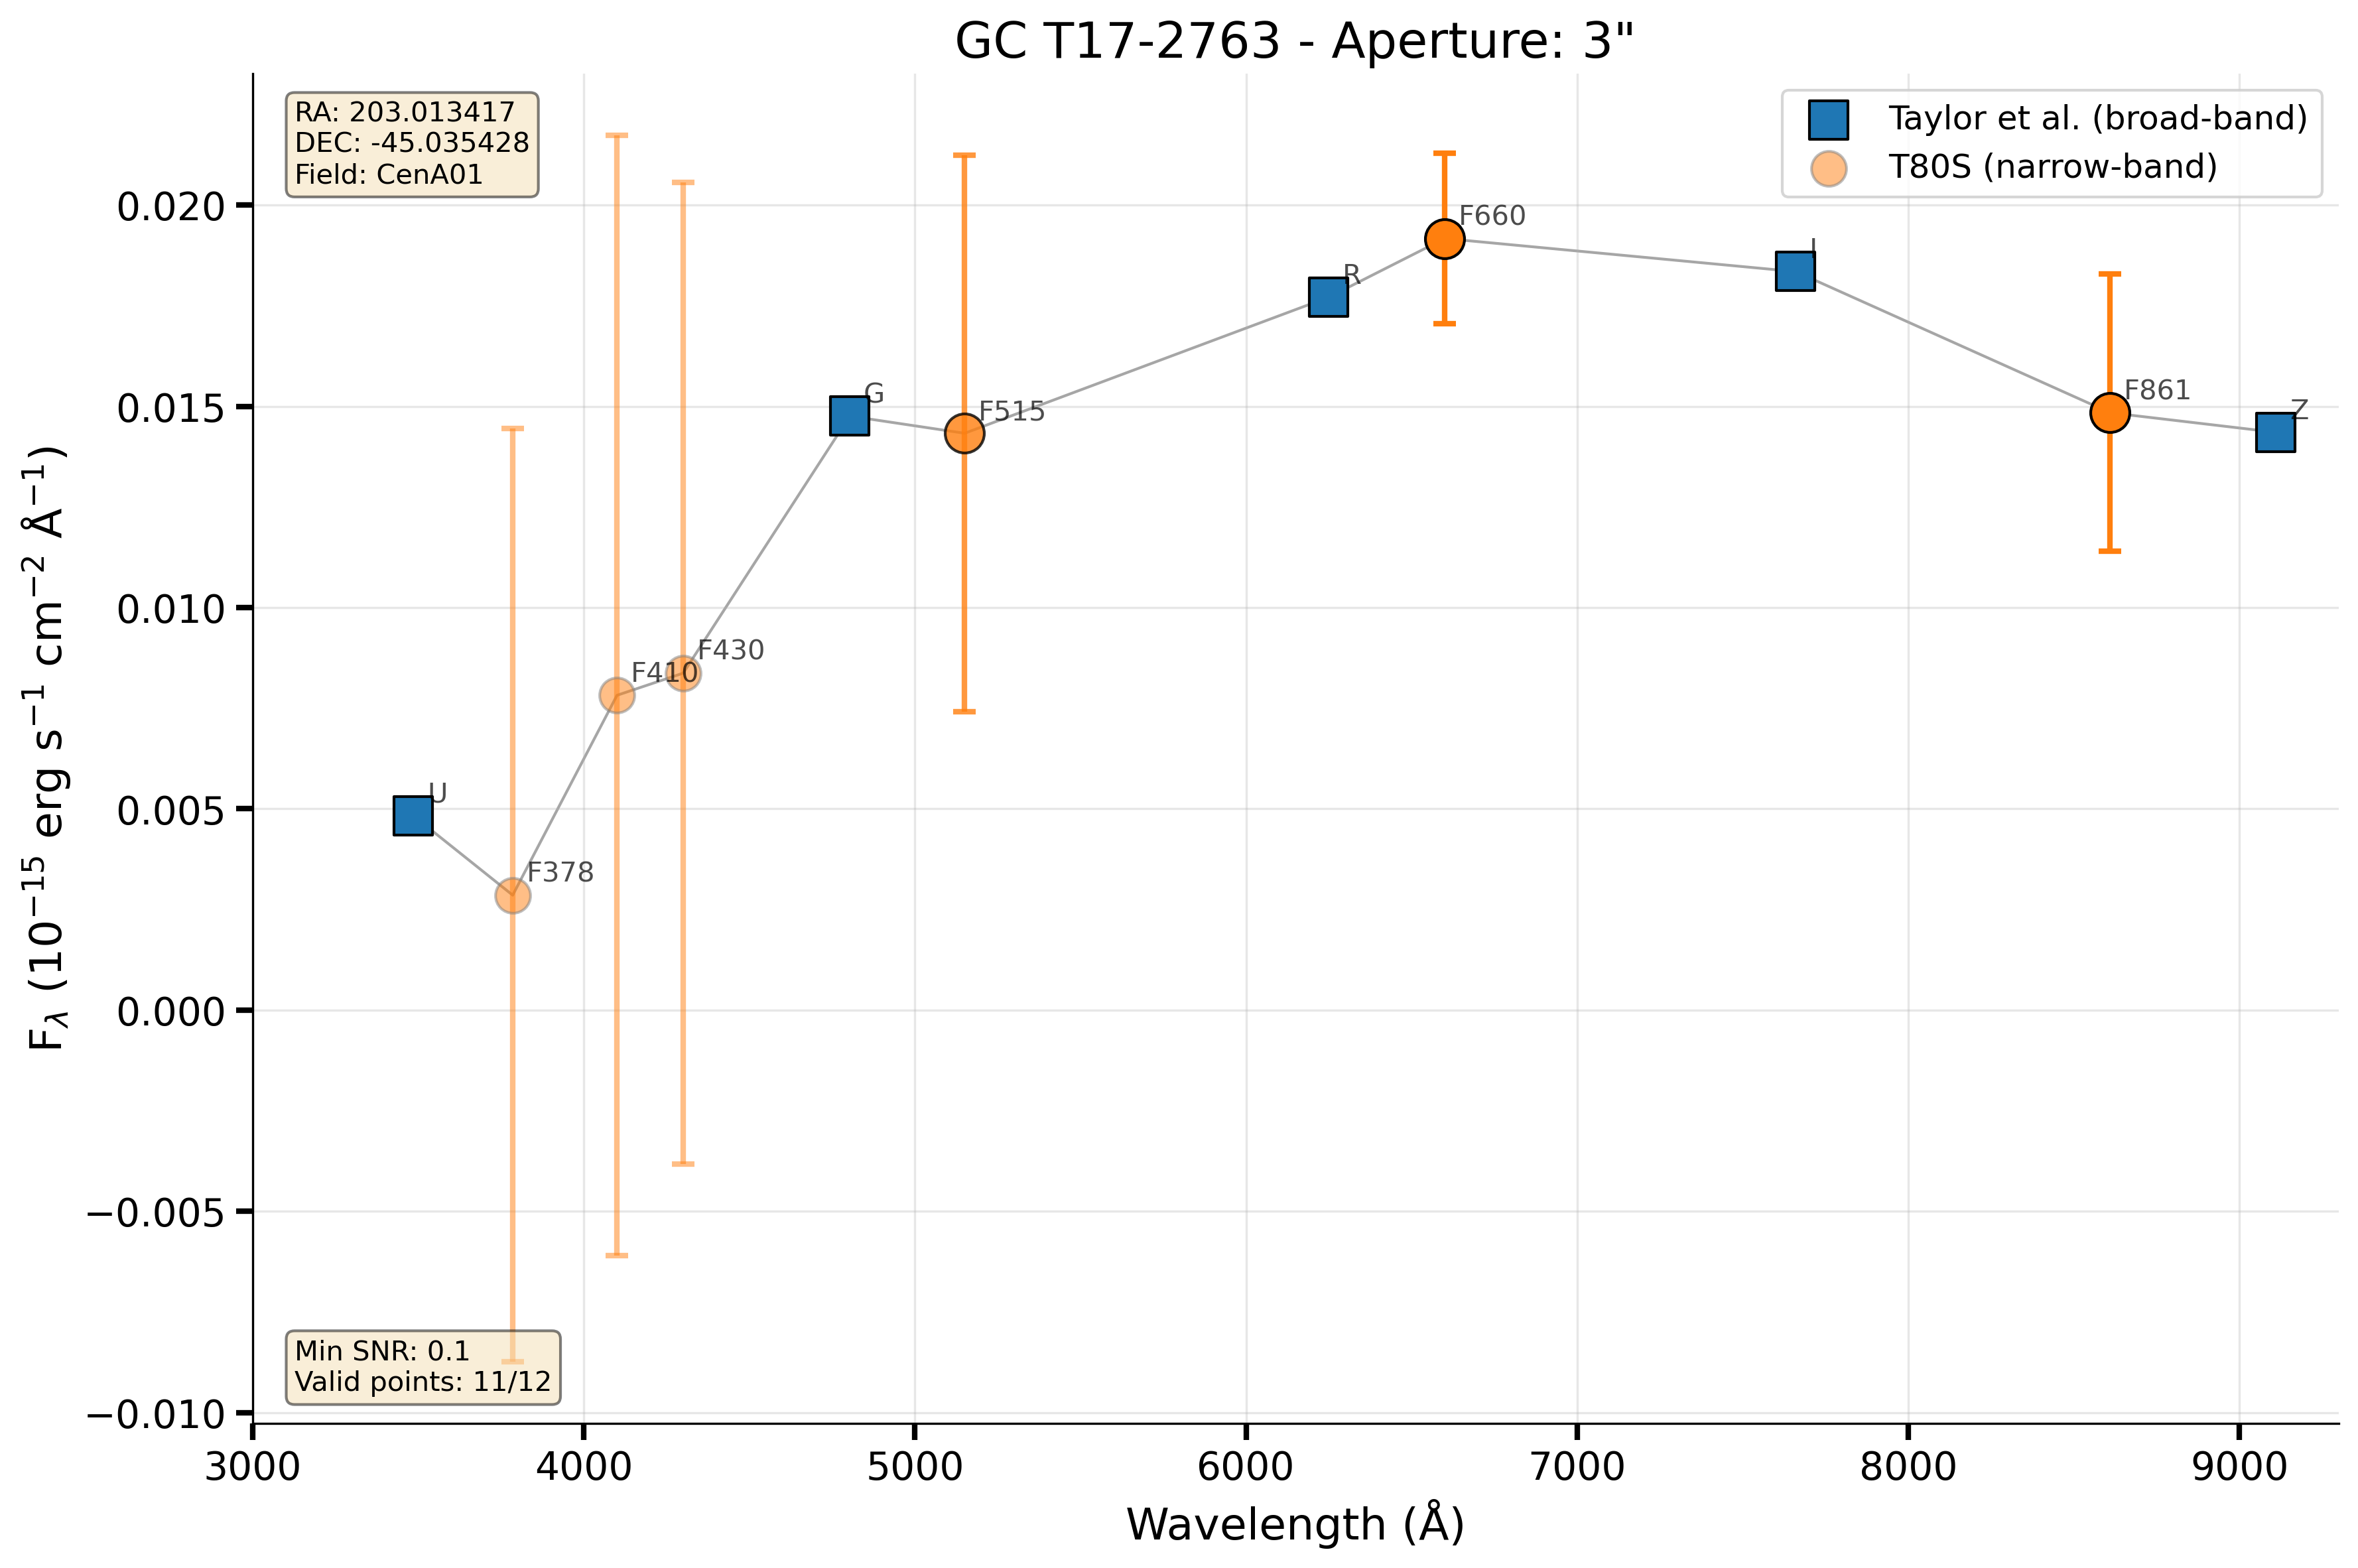 GC T17-2763 - Aperture: 3"
RA: 203.013417
DEC: -45.035428
Field: CenA01
Taylor et al. (broad-band)
T80S (narrow-band)
F660
I
R
F861
Z
G
F515
F430
F410
U
F378
Min SNR: 0.1
Valid points: 11/12
0.020
0.015
0.010
0.005
0.000
−0.005
−0.010
3000 4000 5000 6000 7000 8000 9000
Wavelength (Å)
F_λ (10⁻¹⁵ erg s⁻¹ cm⁻² Å⁻¹)